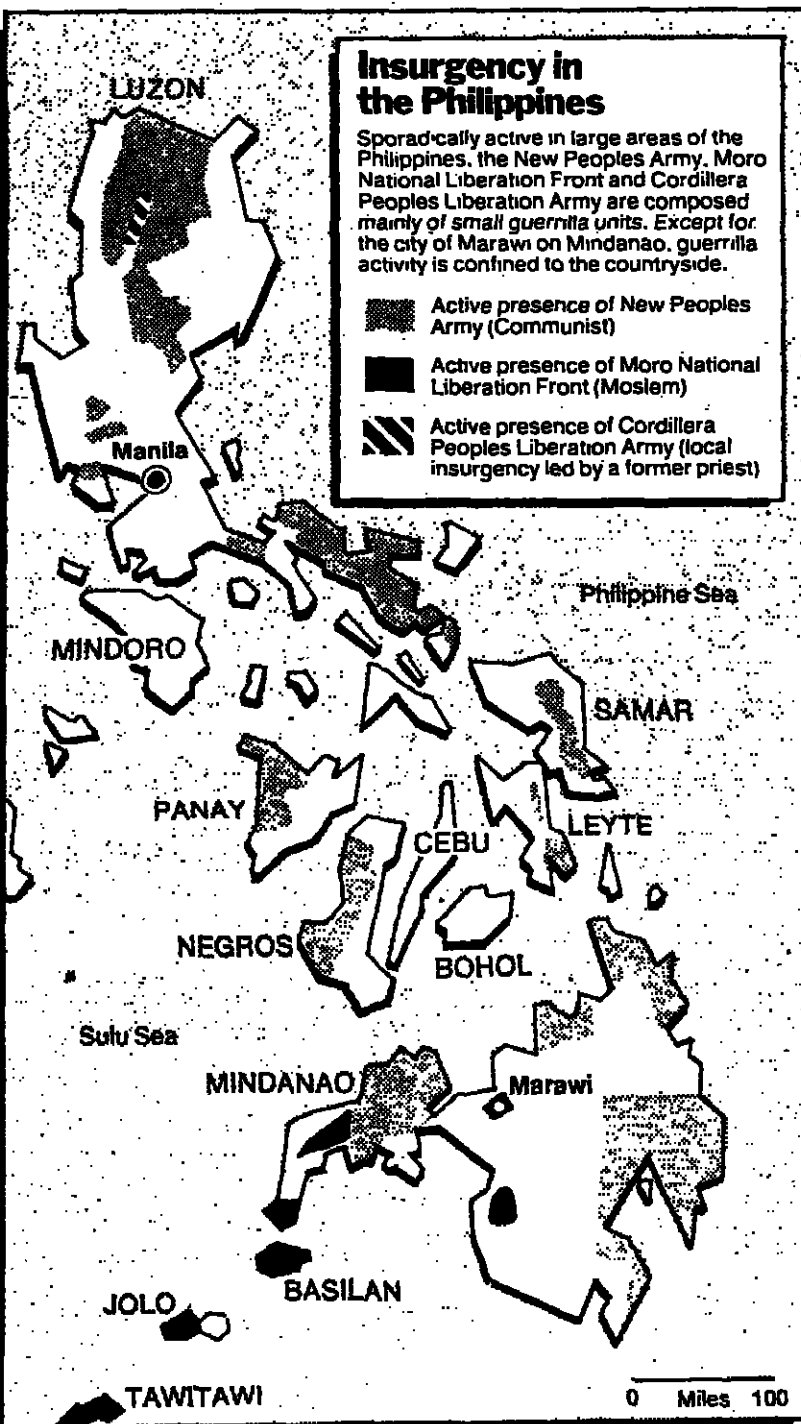 Insurgency in
the Philippines
Sporadically active in large areas of the
Philippines, the New Peoples Army, Moro
National Liberation Front and Cordillera
Peoples Liberation Army are composed
mainly of small guerrilla units. Except for
the city of Marawi on Mindanao, guerrilla
activity is confined to the countryside.
Active presence of New Peoples
Army (Communist)
Active presence of Moro National
Liberation Front (Moslem)
Active presence of Cordillera
Peoples Liberation Army (local
insurgency led by a former priest)
LUZON
Manila
Philippine Sea
MINDORO
SAMAR
PANAY
CEBU
LEYTE
NEGROS
BOHOL
Sulu Sea
MINDANAO
Marawi
BASILAN
JOLO
TAWITAWI
0 Miles 100